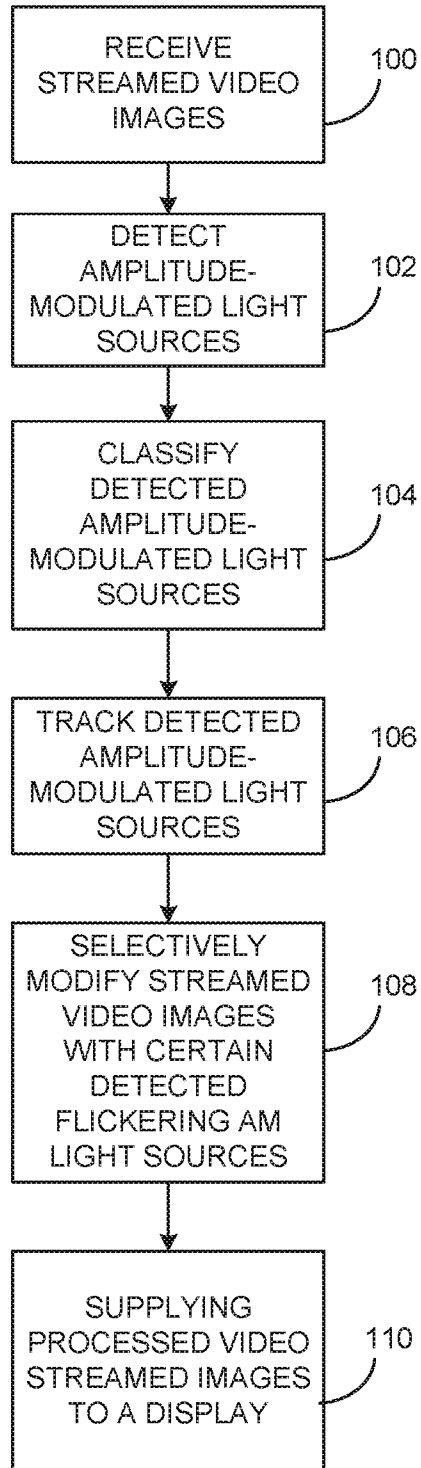 RECEIVE
STREAMED VIDEO
IMAGES
100
DETECT
AMPLITUDE-
MODULATED LIGHT
SOURCES
102
CLASSIFY
DETECTED
AMPLITUDE-
MODULATED LIGHT
SOURCES
104
TRACK DETECTED
AMPLITUDE-
MODULATED LIGHT
SOURCES
106
SELECTIVELY
MODIFY STREAMED
VIDEO IMAGES
WITH CERTAIN
DETECTED
FLICKERING AM
LIGHT SOURCES
108
SUPPLYING
PROCESSED VIDEO
STREAMED IMAGES
TO A DISPLAY
110